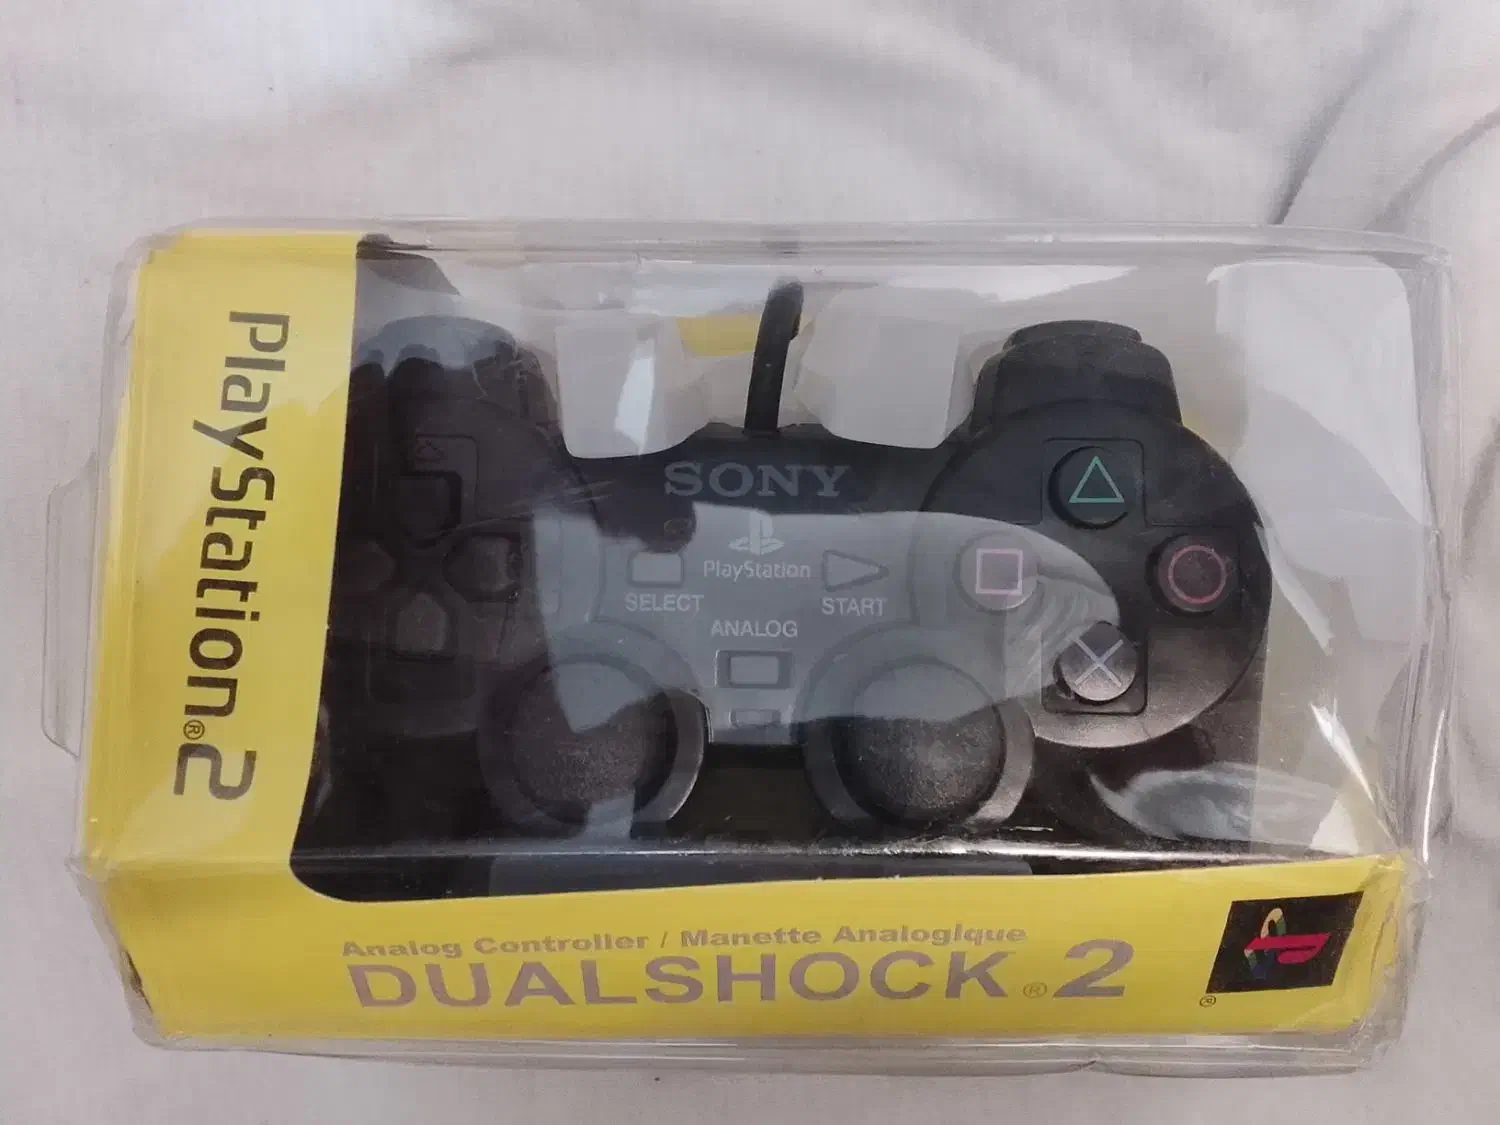 PlayStation®2
SONY
PlayStation
SELECT
START
ANALOG
Analog Controller / Manette Analogique
DUALSHOCK®2
®